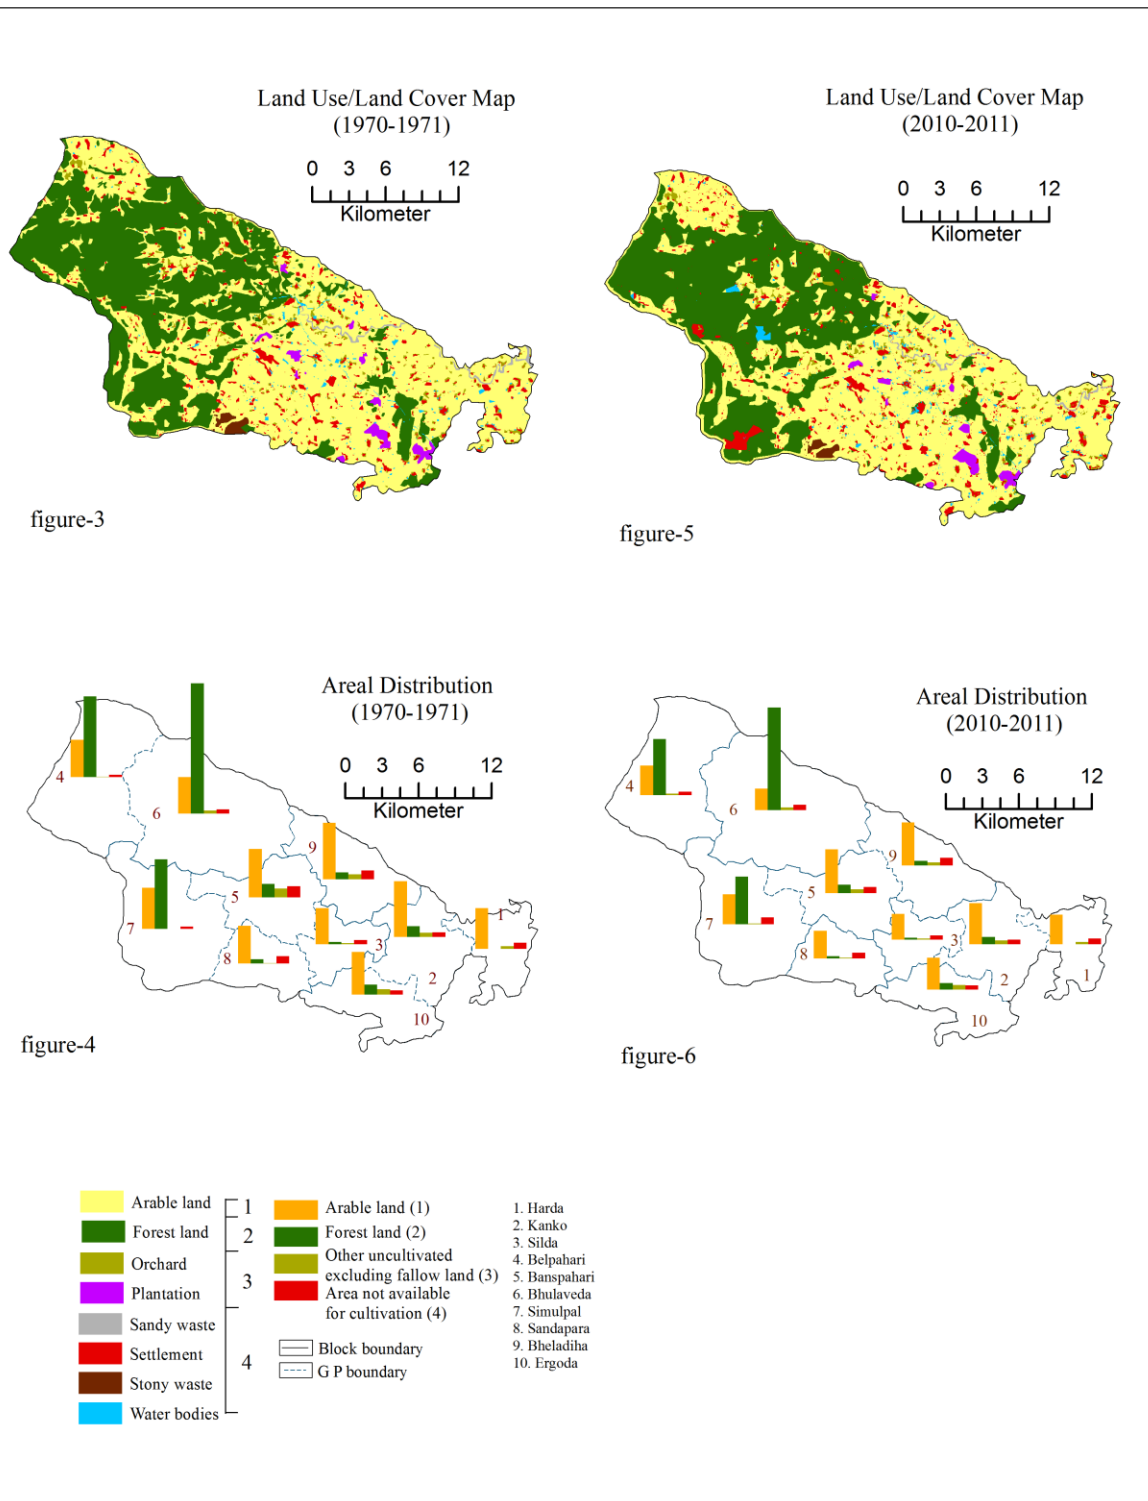 Land Use/Land Cover Map
(1970-1971)
0 3 6 12
Kilometer
figure-3
Land Use/Land Cover Map
(2010-2011)
0 3 6 12
Kilometer
figure-5
Areal Distribution
(1970-1971)
0 3 6 12
Kilometer
4
6
9
5
7
1
3
8
2
10
figure-4
Areal Distribution
(2010-2011)
0 3 6 12
Kilometer
4
6
9
5
7
3
8
2
1
10
figure-6
Arable land
Forest land
Orchard
Plantation
Sandy waste
Settlement
Stony waste
Water bodies
1
2
3
4
Arable land (1)
Forest land (2)
Other uncultivated
excluding fallow land (3)
Area not available
for cultivation (4)
Block boundary
G P boundary
1. Harda
2. Kanko
3. Silda
4. Belpahari
5. Banspahari
6. Bhulaveda
7. Simulpal
8. Sandapara
9. Bheladiha
10. Ergoda